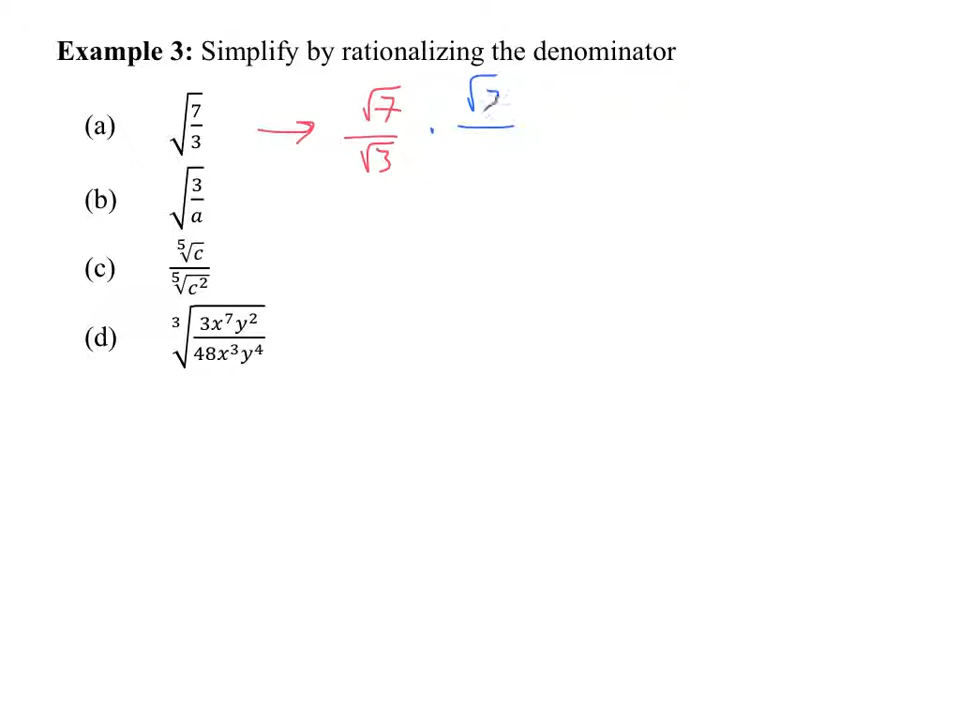 Example 3: Simplify by rationalizing the denominator
(a) √(7/3) → √7/√3 ·
(b) √(3/a)
(c) ⁵√c/⁵√c²
(d) ³√(3x⁷y²/48x³y⁴)